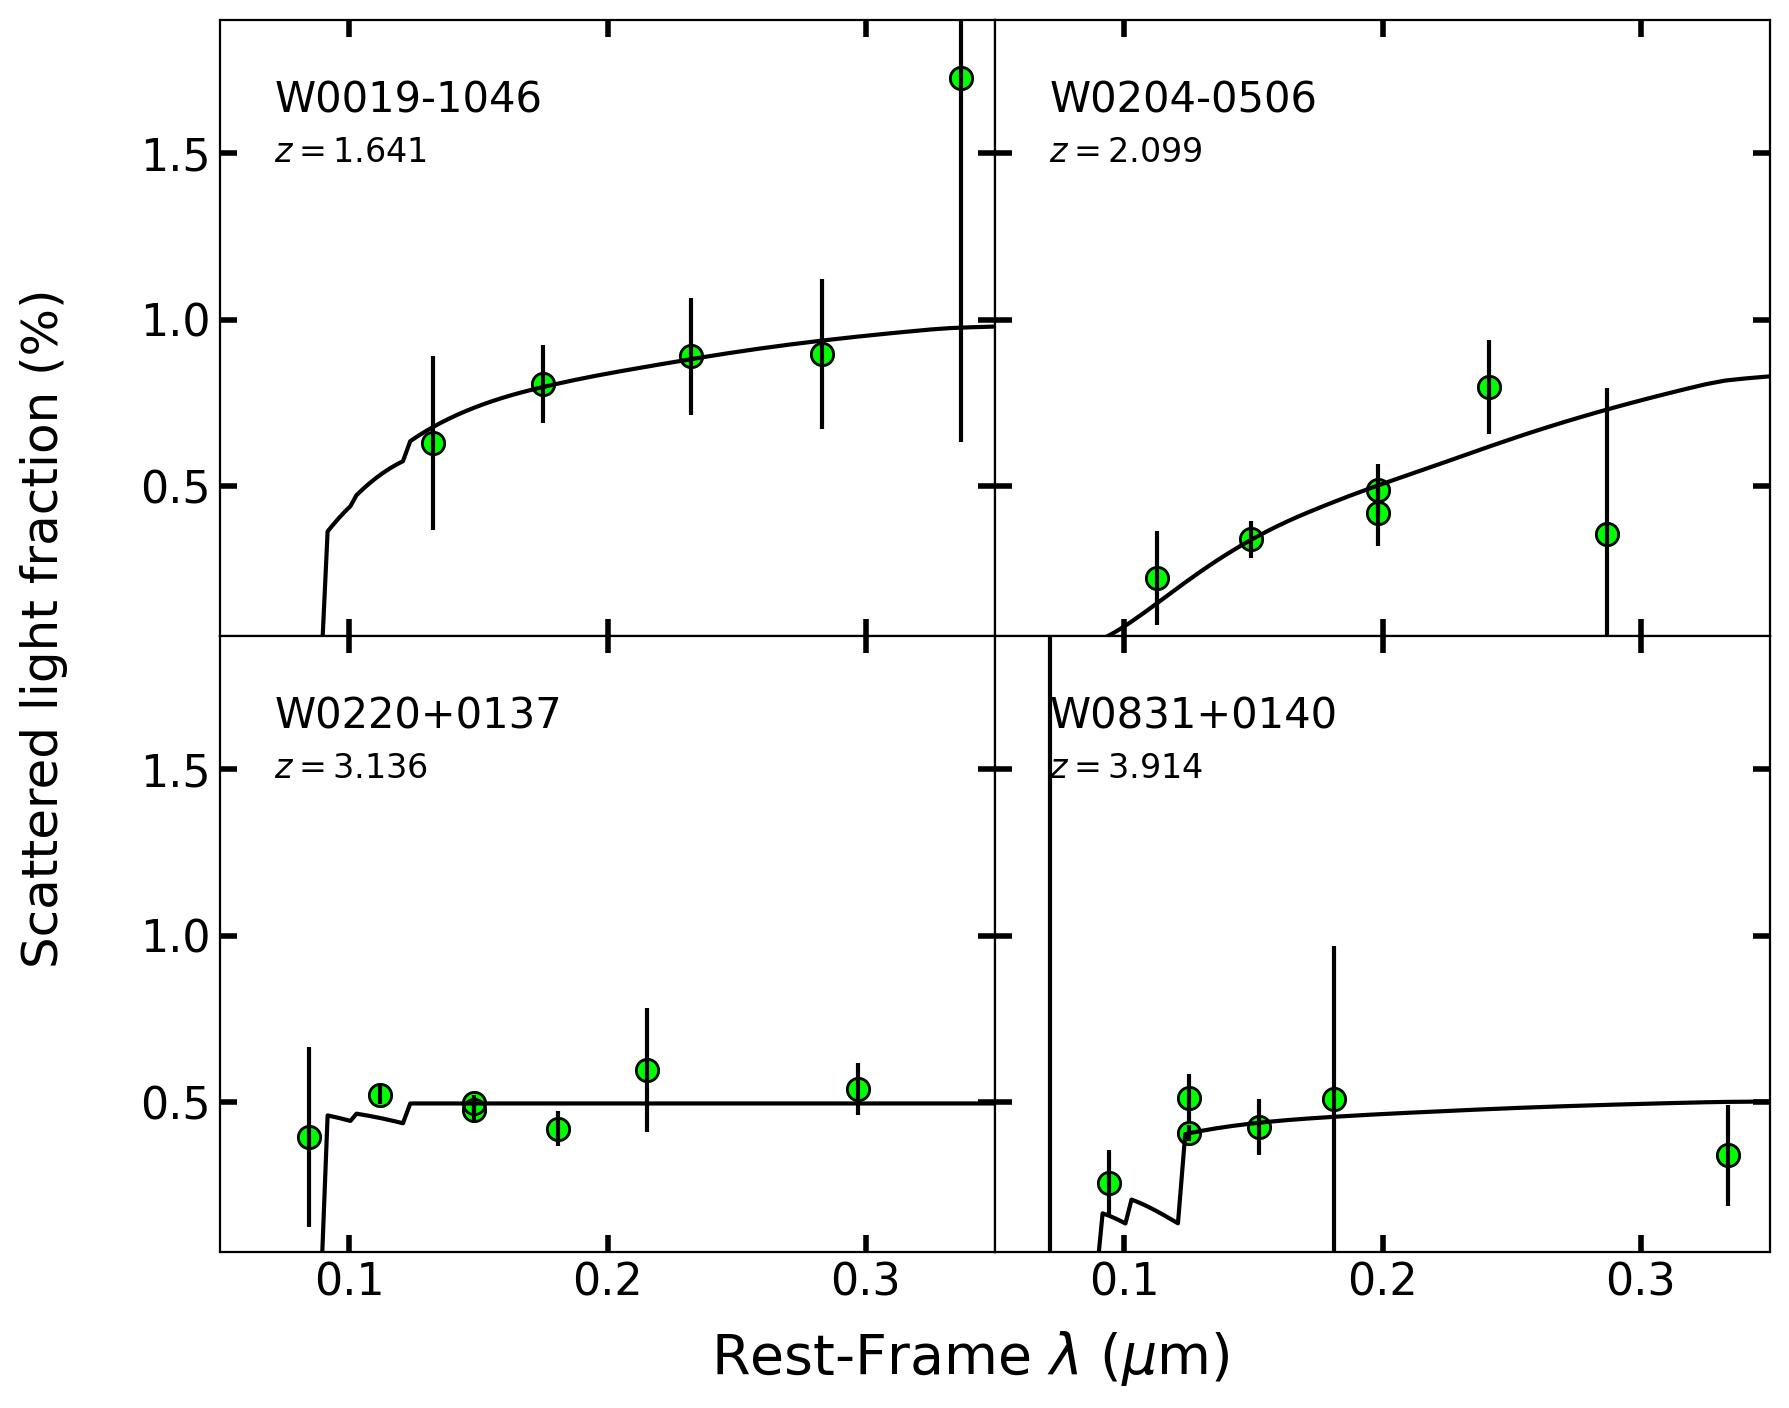 W0019-1046
z = 1.641
W0204-0506
z = 2.099
1.5
1.0
0.5
Scattered light fraction (%)
W0220+0137
z = 3.136
W0831+0140
z = 3.914
1.5
1.0
0.5
0.1 0.2 0.3 0.1 0.2 0.3
Rest-Frame λ (μm)